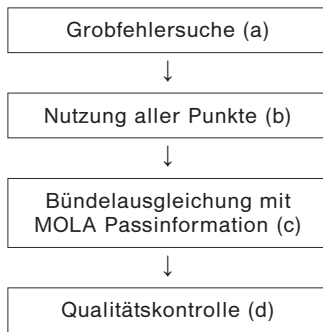 Grobfehlersuche (a)
↓
Nutzung aller Punkte (b)
↓
Bündelausgleichung mit
MOLA Passinformation (c)
↓
Qualitätskontrolle (d)